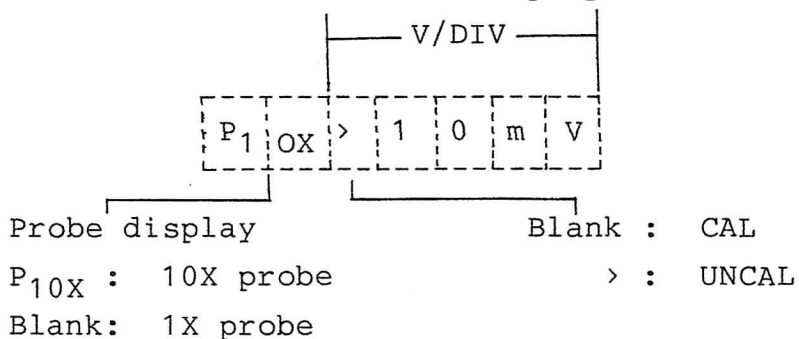 V/DIV
P1 OX > 1 0 m V
Probe display Blank : CAL
P10X : 10X probe > : UNCAL
Blank: 1X probe